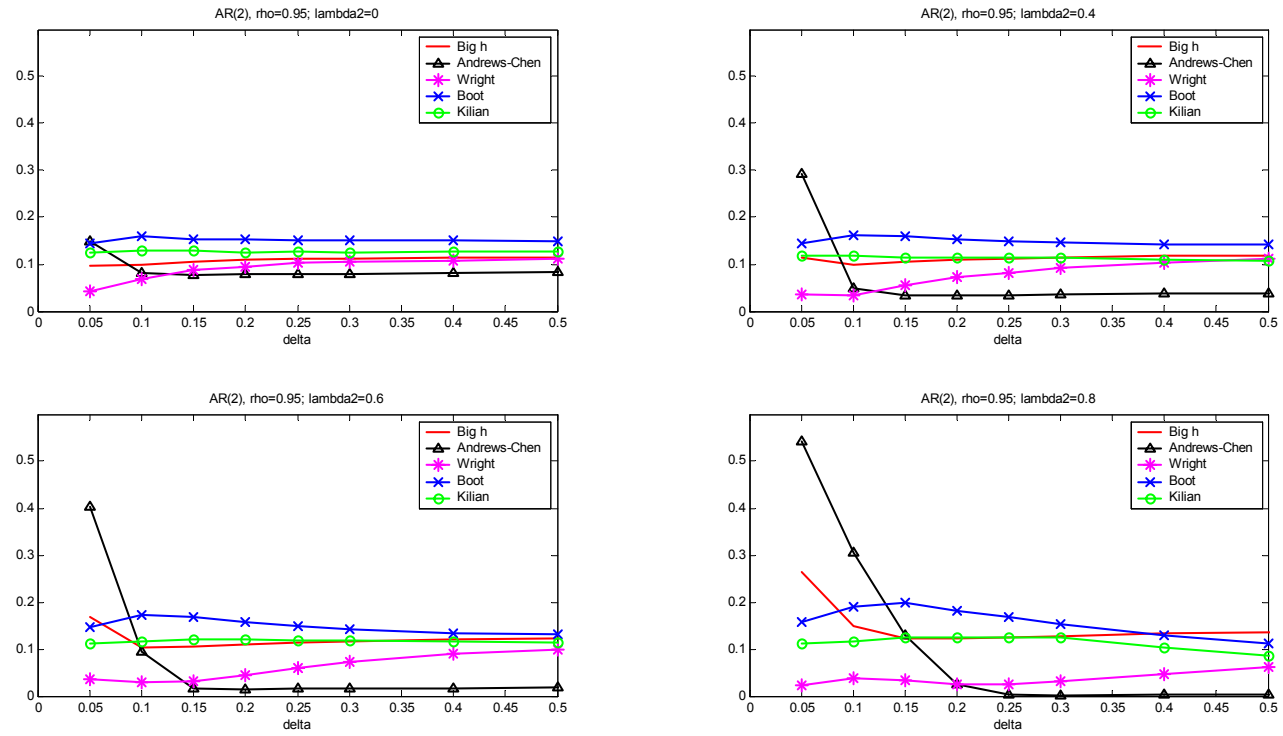 AR(2), rho=0.95; lambda2=0
0.5
0.4
0.3
0.2
0.1
0
Big h
Andrews-Chen
Wright
Boot
Kilian
0 0.05 0.1 0.15 0.2 0.25 0.3 0.35 0.4 0.45 0.5
delta
AR(2), rho=0.95; lambda2=0.4
0.5
0.4
0.3
0.2
0.1
0
Big h
Andrews-Chen
Wright
Boot
Kilian
0 0.05 0.1 0.15 0.2 0.25 0.3 0.35 0.4 0.45 0.5
delta
AR(2), rho=0.95; lambda2=0.6
0.5
0.4
0.3
0.2
0.1
0
Big h
Andrews-Chen
Wright
Boot
Kilian
0 0.05 0.1 0.15 0.2 0.25 0.3 0.35 0.4 0.45 0.5
delta
AR(2), rho=0.95; lambda2=0.8
0.5
0.4
0.3
0.2
0.1
0
Big h
Andrews-Chen
Wright
Boot
Kilian
0 0.05 0.1 0.15 0.2 0.25 0.3 0.35 0.4 0.45 0.5
delta